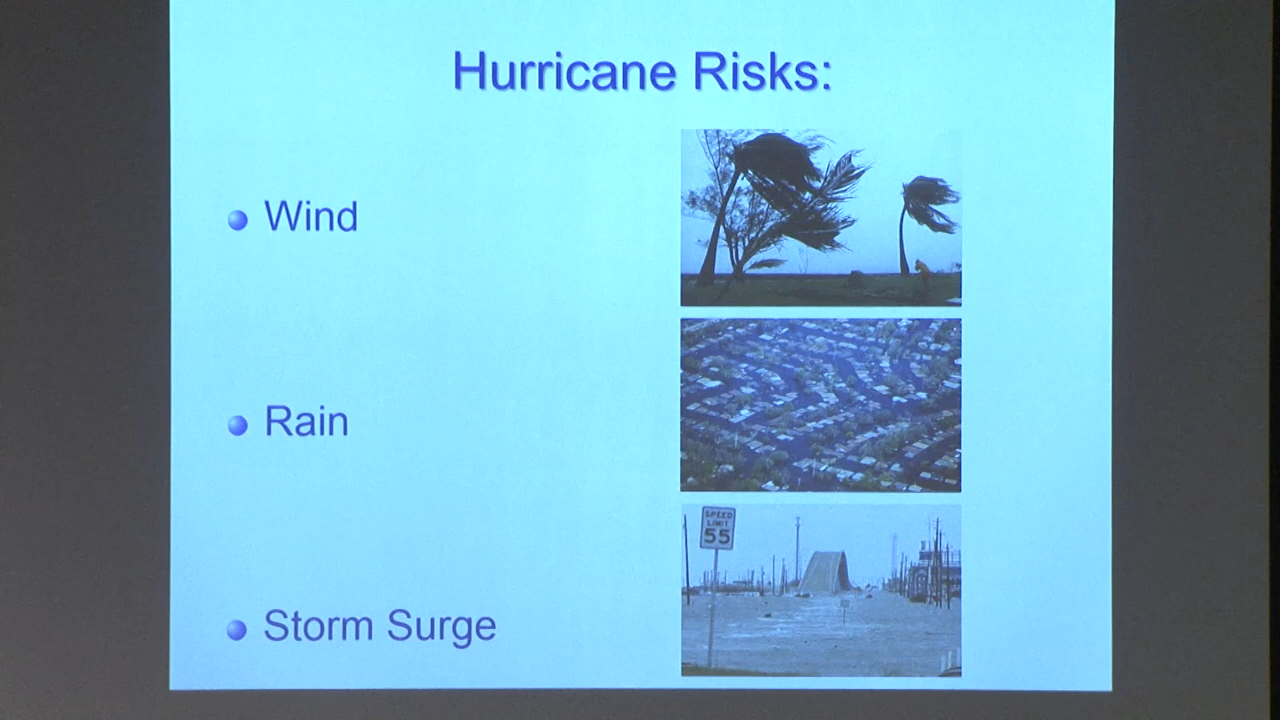 Hurricane Risks:
Wind
Rain
SPEED
LIMIT
55
Storm Surge